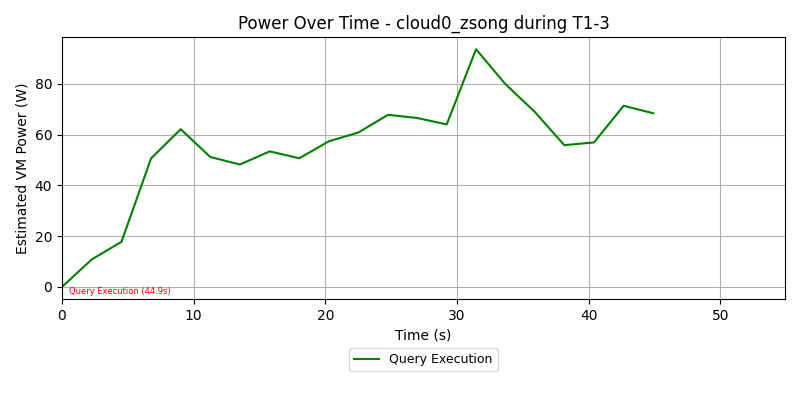 Power Over Time - cloud0_zsong during T1-3
Estimated VM Power (W)
80
60
40
20
0
Query Execution (44.9s)
0 10 20 30 40 50
Time (s)
Query Execution